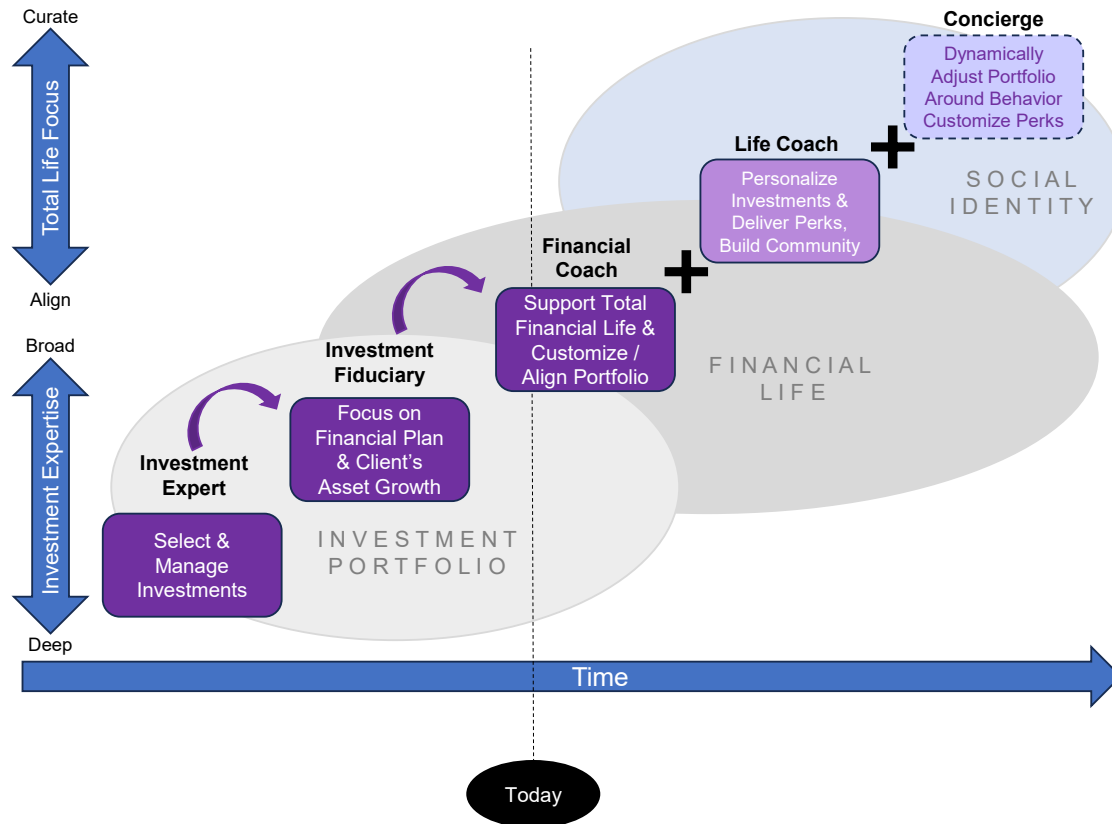 Curate
Total Life Focus
Align
Broad
Investment Expertise
Deep
Investment
Expert
Select &
Manage
Investments
Investment
Fiduciary
Focus on
Financial Plan
& Client’s
Asset Growth
INVESTMENT
PORTFOLIO
Financial
Coach
Support Total
Financial Life &
Customize /
Align Portfolio
FINANCIAL
LIFE
Life Coach
Personalize
Investments &
Deliver Perks,
Build Community
Concierge
Dynamically
Adjust Portfolio
Around Behavior
Customize Perks
SOCIAL
IDENTITY
Time
Today